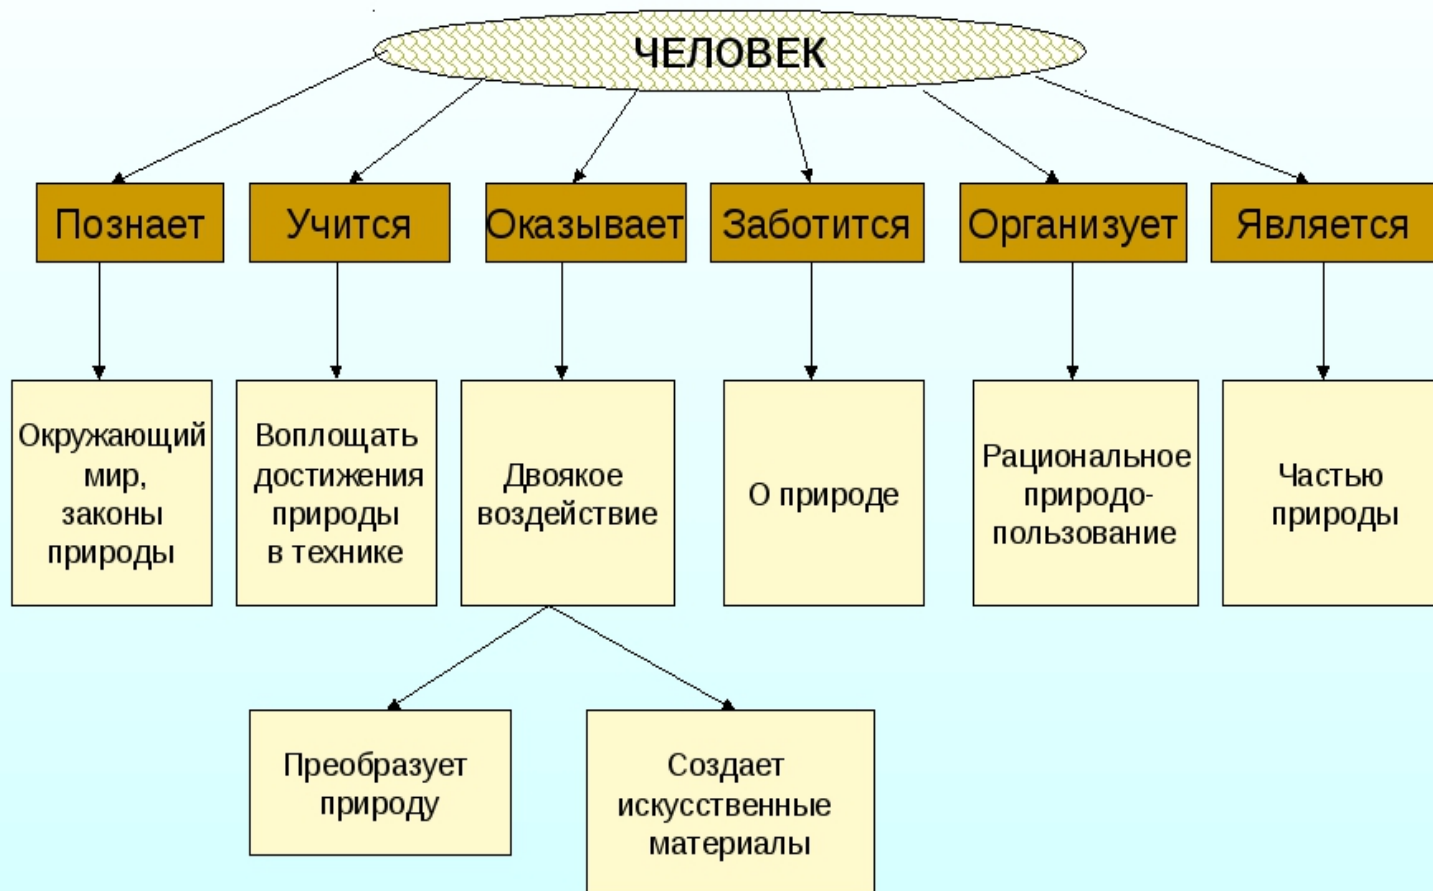 ЧЕЛОВЕК
Познает
Учится
Оказывает
Заботится
Организует
Является
Окружающий
мир,
законы
природы
Воплощать
достижения
природы
в технике
Двоякое
воздействие
О природе
Рациональное
природо-
пользование
Частью
природы
Преобразует
природу
Создает
искусственные
материалы